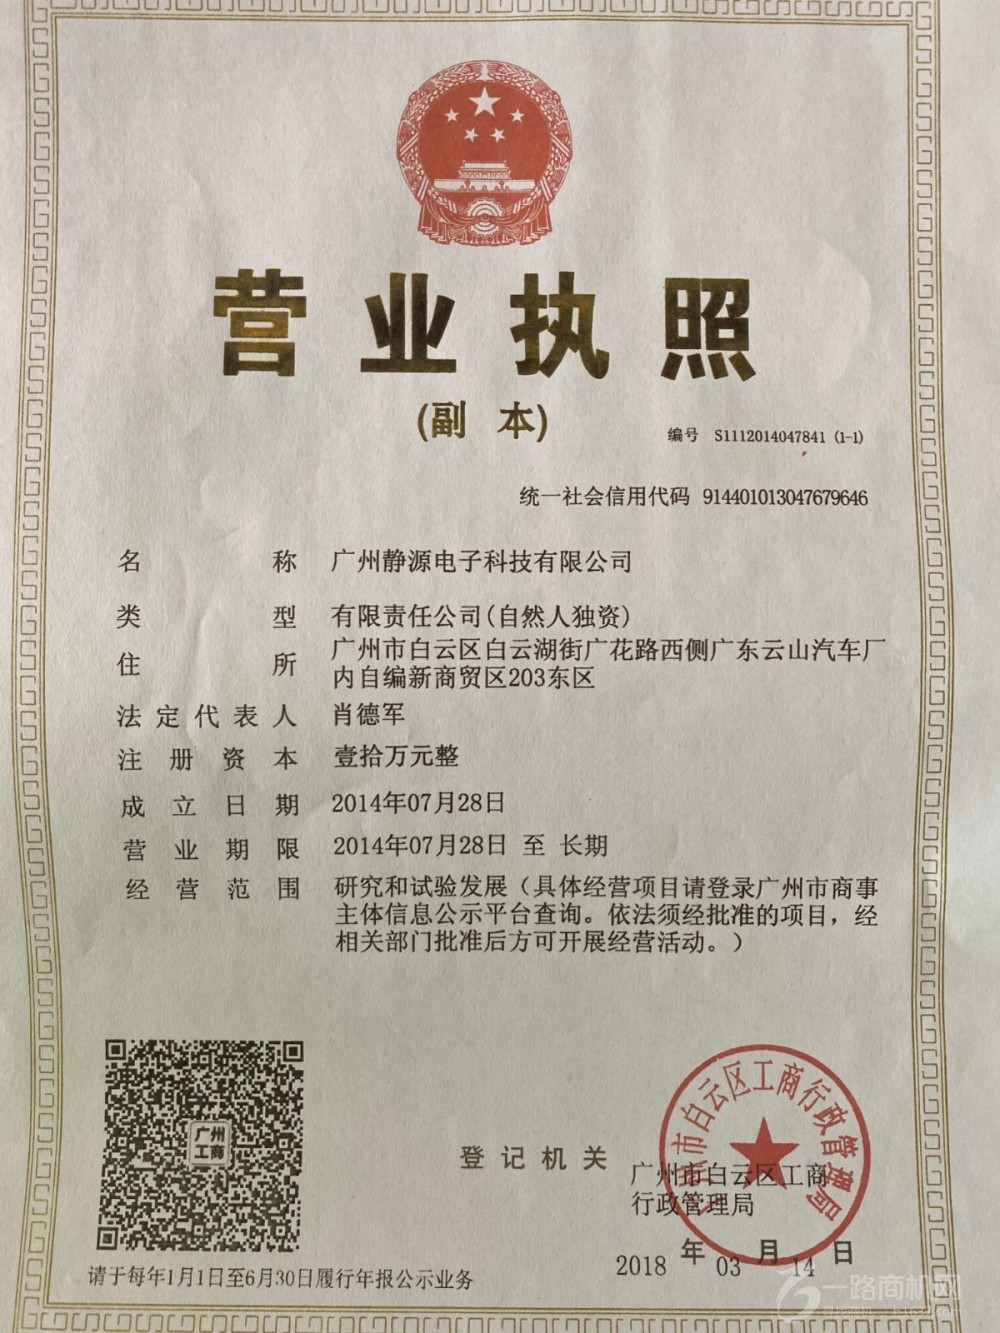 营业执照
(副 本)
编号 S1112014047841 (1-1)
统一社会信用代码 914401013047679646
名称 广州静源电子科技有限公司
类型 有限责任公司(自然人独资)
住所 广州市白云区白云湖街广花路西侧广东云山汽车厂
内自编新商贸区203东区
法定代表人 肖德军
注册资本 壹拾万元整
成立日期 2014年07月28日
营业期限 2014年07月28日 至 长期
经营范围 研究和试验发展（具体经营项目请登录广州市商事
主体信息公示平台查询。依法须经批准的项目，经
相关部门批准后方可开展经营活动。）
广州
工商
登记机关
广州市白云区工商
行政管理局
广州市白云区工商行政管理局
2018 年 03 月 14 日
请于每年1月1日至6月30日履行年报公示业务
一路商机网